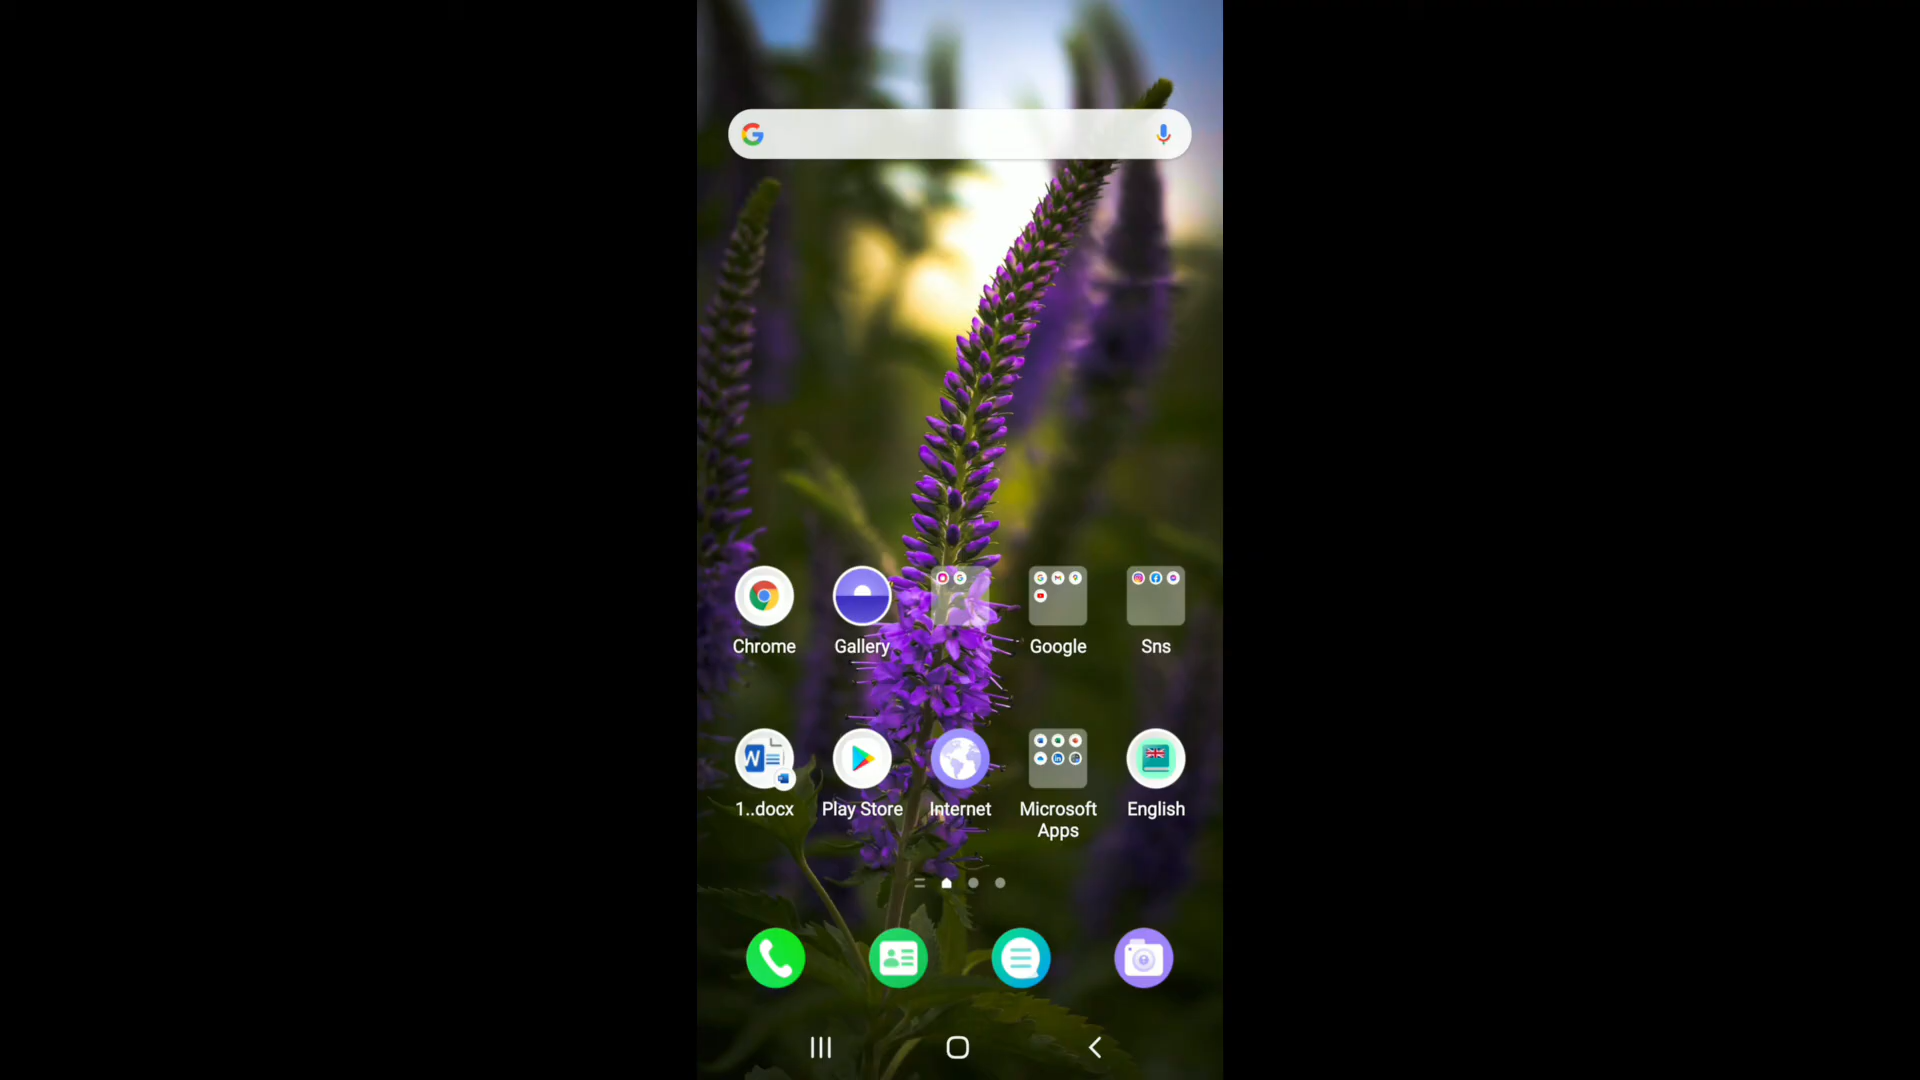 Chrome
Gallery
Google
Sns
1..docx
Play Store
Internet
Microsoft
Apps
English